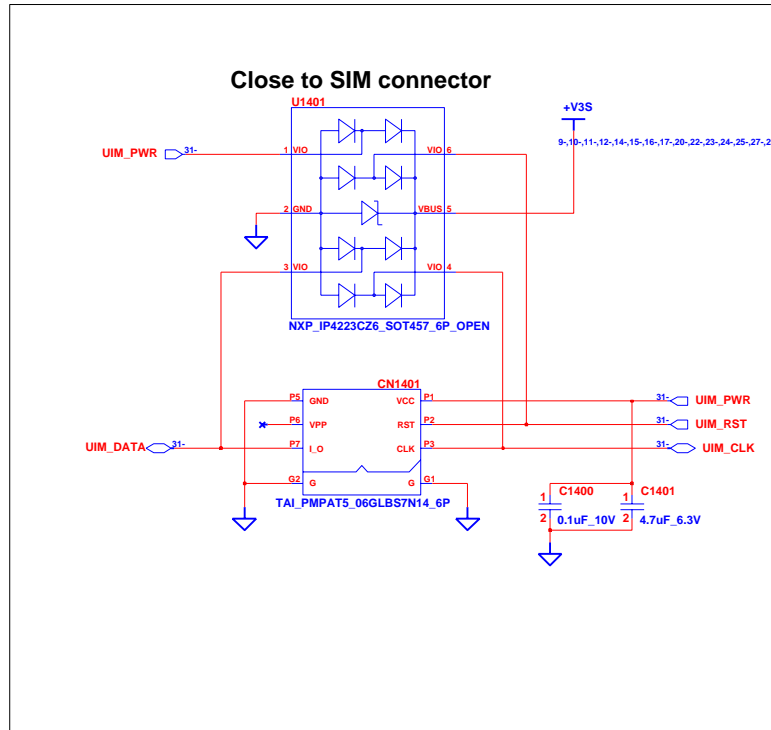 Close to SIM connector
U1401
+V3S
9-,10-,11-,12-,14-,15-,16-,17-,20-,22-,23-,24-,25-,27-,2
UIM_PWR 31- 1 VIO VIO 6
2 GND VBUS 5
3 VIO VIO 4
NXP_IP4223CZ6_SOT457_6P_OPEN
CN1401
P5 GND VCC P1 31- UIM_PWR
P6 VPP RST P2 31- UIM_RST
UIM_DATA 31- P7 I_O CLK P3 31- UIM_CLK
G2 G G G1
TAI_PMPAT5_06GLBS7N14_6P
C1400 C1401
1 1
2 0.1uF_10V 2 4.7uF_6.3V